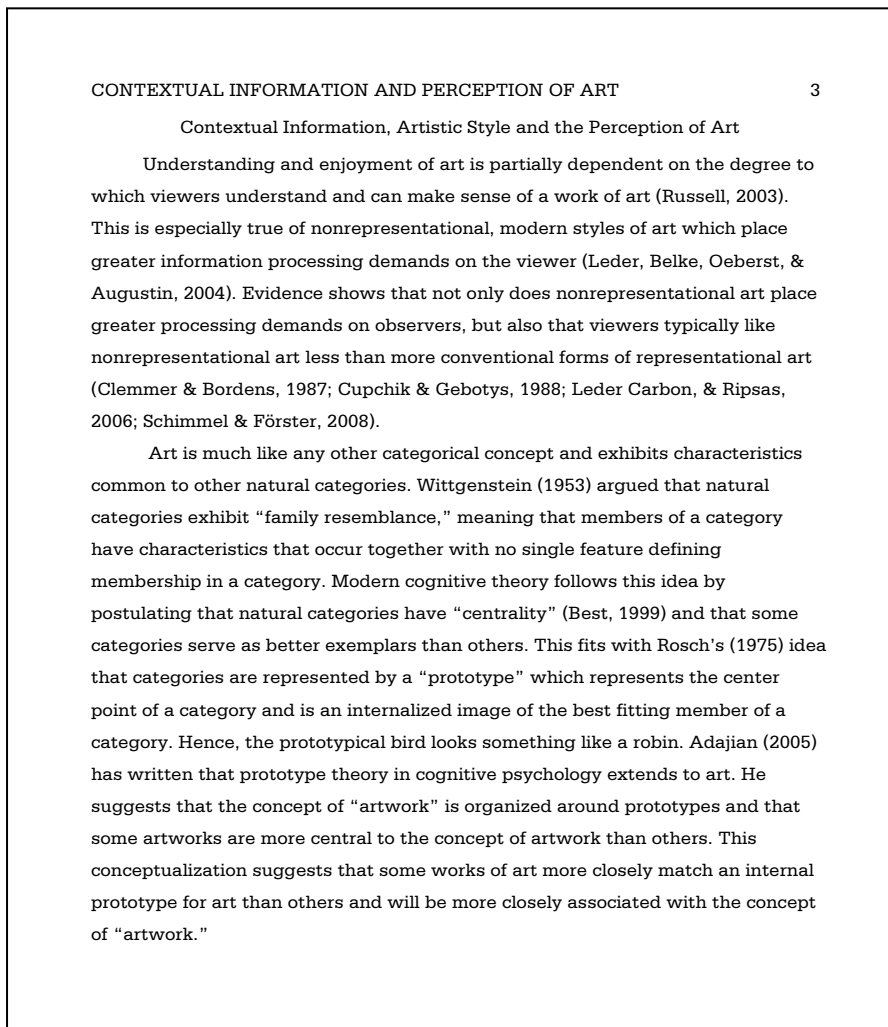 CONTEXTUAL INFORMATION AND PERCEPTION OF ART 3
Contextual Information, Artistic Style and the Perception of Art
Understanding and enjoyment of art is partially dependent on the degree to
which viewers understand and can make sense of a work of art (Russell, 2003).
This is especially true of nonrepresentational, modern styles of art which place
greater information processing demands on the viewer (Leder, Belke, Oeberst, &
Augustin, 2004). Evidence shows that not only does nonrepresentational art place
greater processing demands on observers, but also that viewers typically like
nonrepresentational art less than more conventional forms of representational art
(Clemmer & Bordens, 1987; Cupchik & Gebotys, 1988; Leder Carbon, & Ripsas,
2006; Schimmel & Förster, 2008).
Art is much like any other categorical concept and exhibits characteristics
common to other natural categories. Wittgenstein (1953) argued that natural
categories exhibit “family resemblance,” meaning that members of a category
have characteristics that occur together with no single feature defining
membership in a category. Modern cognitive theory follows this idea by
postulating that natural categories have “centrality” (Best, 1999) and that some
categories serve as better exemplars than others. This fits with Rosch’s (1975) idea
that categories are represented by a “prototype” which represents the center
point of a category and is an internalized image of the best fitting member of a
category. Hence, the prototypical bird looks something like a robin. Adajian (2005)
has written that prototype theory in cognitive psychology extends to art. He
suggests that the concept of “artwork” is organized around prototypes and that
some artworks are more central to the concept of artwork than others. This
conceptualization suggests that some works of art more closely match an internal
prototype for art than others and will be more closely associated with the concept
of “artwork.”